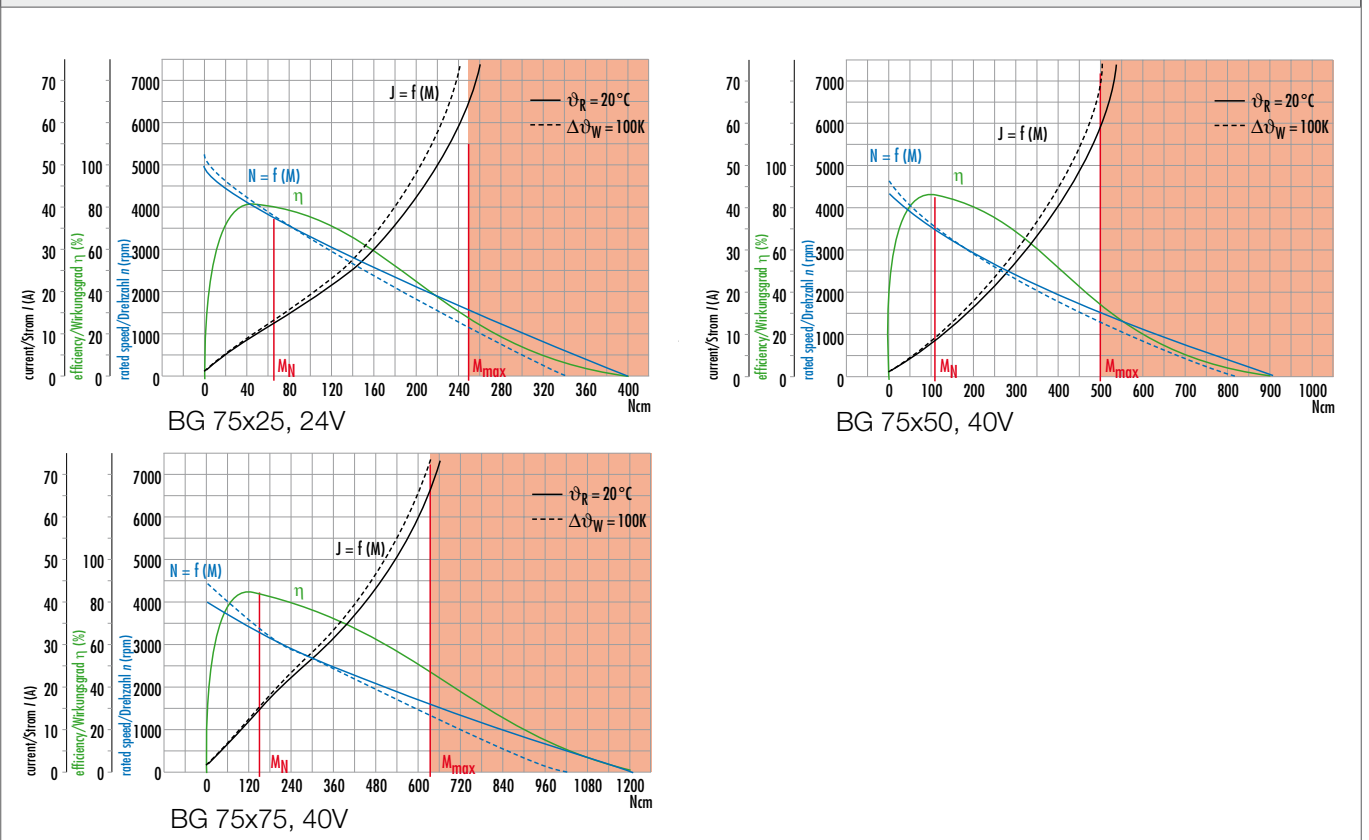 70
60
50
40
30
20
10
0
current/Strom I (A)
100
80
60
40
20
0
efficiency/Wirkungsgrad η (%)
7000
6000
5000
4000
3000
2000
1000
0
rated speed/Drehzahl n (rpm)
J = f (M)
N = f (M)
η
ϑR = 20°C
ΔϑW = 100K
MN
Mmax
0 40 80 120 160 200 240 280 320 360 400
Ncm
BG 75x25, 24V
70
60
50
40
30
20
10
0
current/Strom I (A)
100
80
60
40
20
0
efficiency/Wirkungsgrad η (%)
7000
6000
5000
4000
3000
2000
1000
0
rated speed/Drehzahl n (rpm)
J = f (M)
N = f (M)
η
ϑR = 20°C
ΔϑW = 100K
MN
Mmax
0 100 200 300 400 500 600 700 800 900 1000
Ncm
BG 75x50, 40V
70
60
50
40
30
20
10
0
current/Strom I (A)
100
80
60
40
20
0
efficiency/Wirkungsgrad η (%)
7000
6000
5000
4000
3000
2000
1000
0
rated speed/Drehzahl n (rpm)
J = f (M)
N = f (M)
η
ϑR = 20°C
ΔϑW = 100K
MN
Mmax
0 120 240 360 480 600 720 840 960 1080 1200
Ncm
BG 75x75, 40V